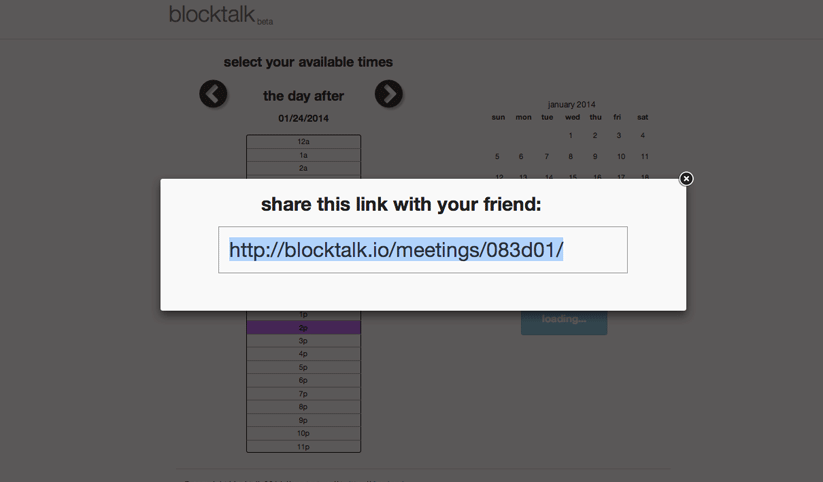 blocktalk beta
select your available times
the day after
01/24/2014
12a
1a
2a
january 2014
sun mon tue wed thu fri sat
1 2 3 4
5 6 7 8 9 10 11
12 13 14 15 16 17 18
share this link with your friend:
http://blocktalk.io/meetings/083d01/
1p
2p
3p
4p
5p
6p
7p
8p
9p
10p
11p
loading...